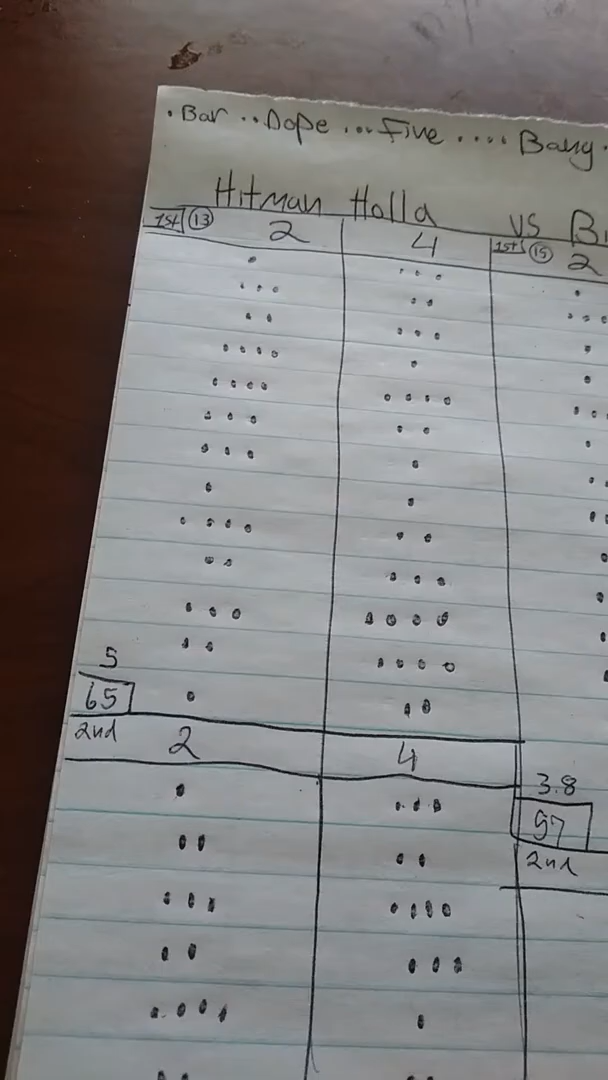 . Bar .. Dope ... Five .... Bang.
Hitman Holla vs B
1st 13 2 4 1st 15 2
5
65
2nd 2 4
3.8
57
2nd